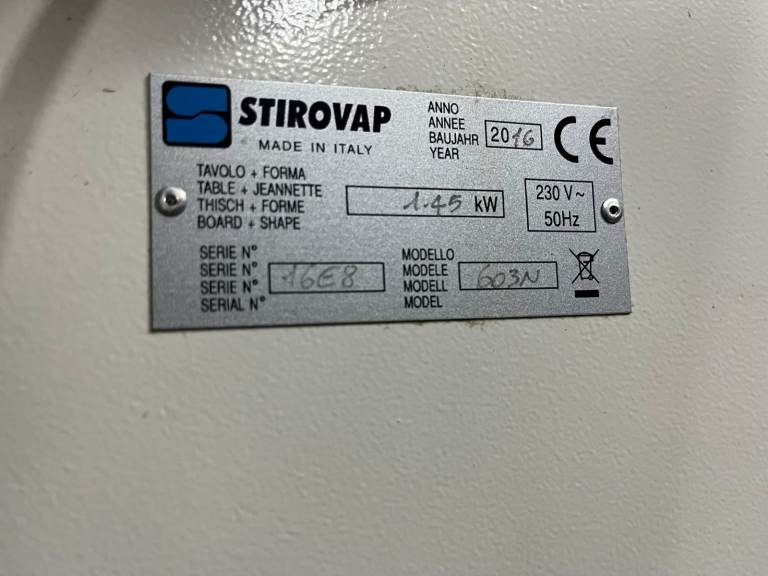 STIROVAP
MADE IN ITALY
ANNO
ANNEE
BAUJAHR
YEAR
2016
CE
TAVOLO + FORMA
TABLE + JEANNETTE
THISCH + FORME
BOARD + SHAPE
1.45 kW
230 V~
50Hz
SERIE N°
SERIE N°
SERIE N°
SERIAL N°
16E8
MODELLO
MODELE
MODELL
MODEL
603N